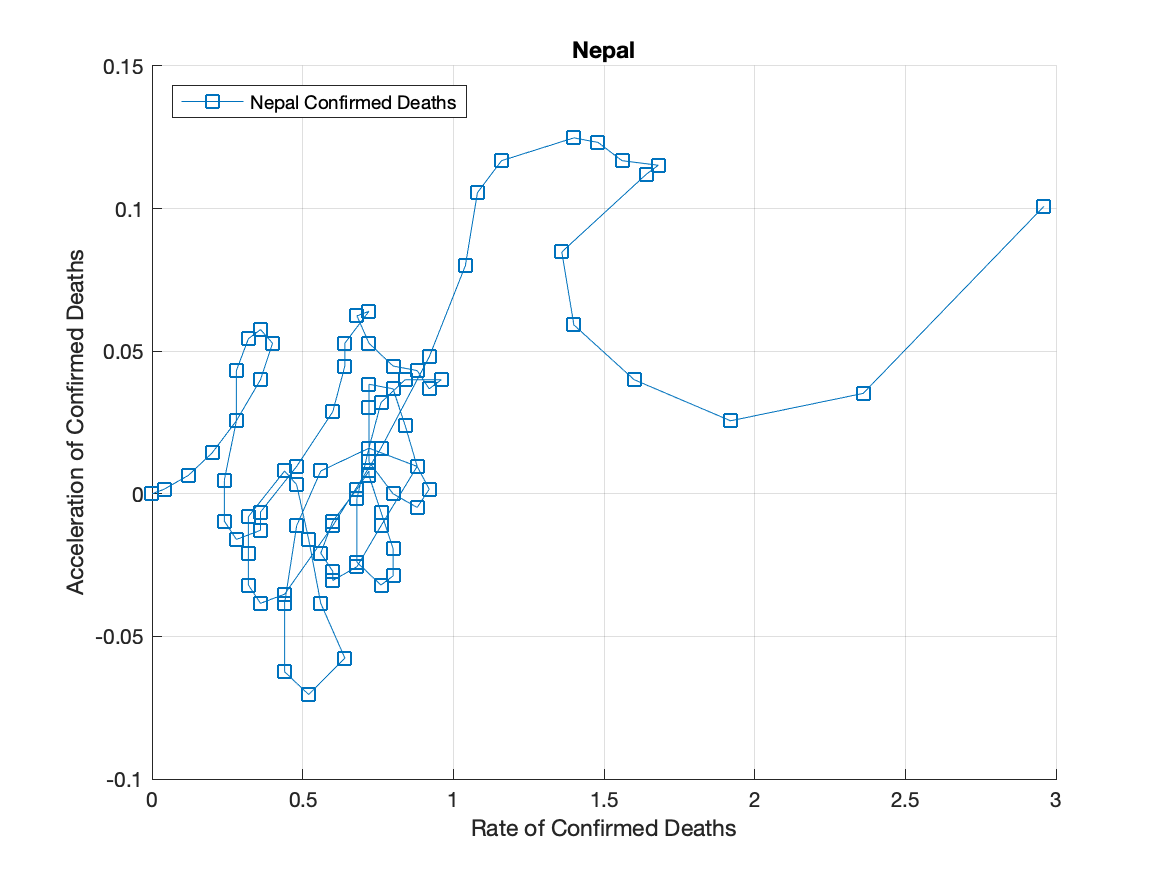 Nepal
0.15
Nepal Confirmed Deaths
0.1
0.05
0
-0.05
-0.1
Acceleration of Confirmed Deaths
0 0.5 1 1.5 2 2.5 3
Rate of Confirmed Deaths